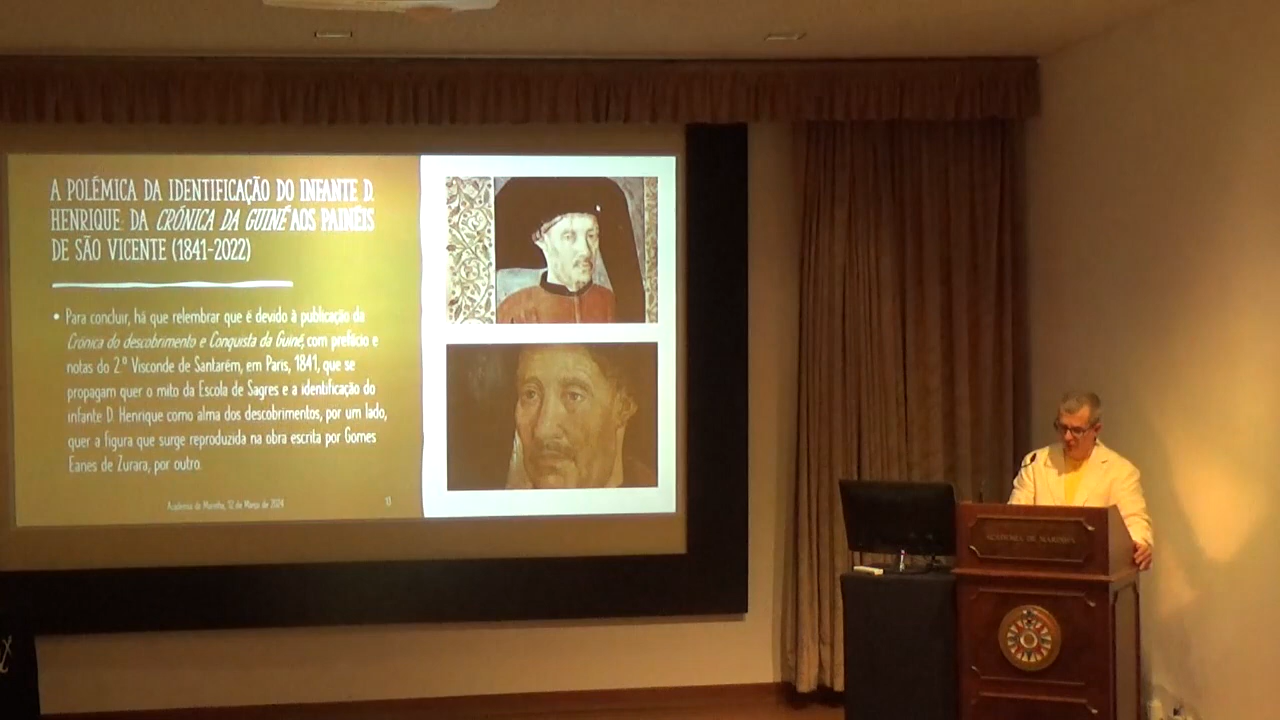 A POLÉMICA DA IDENTIFICAÇÃO DO INFANTE D.
HENRIQUE: DA CRÓNICA DA GUINÉ AOS PAINÉIS
DE SÃO VICENTE (1841-2022)
• Para concluir, há que relembrar que é devido à publicação da
Crónica do descobrimento e Conquista da Guiné, com prefácio e
notas do 2.º Visconde de Santarém, em Paris, 1841, que se
propagam quer o mito da Escola de Sagres e a identificação do
infante D. Henrique como alma dos descobrimentos, por um lado,
quer a figura que surge reproduzida na obra escrita por Gomes
Eanes de Zurara, por outro.
Academia de Marinha, 12 de Março de 2024
13
ACADEMIA DE MARINHA